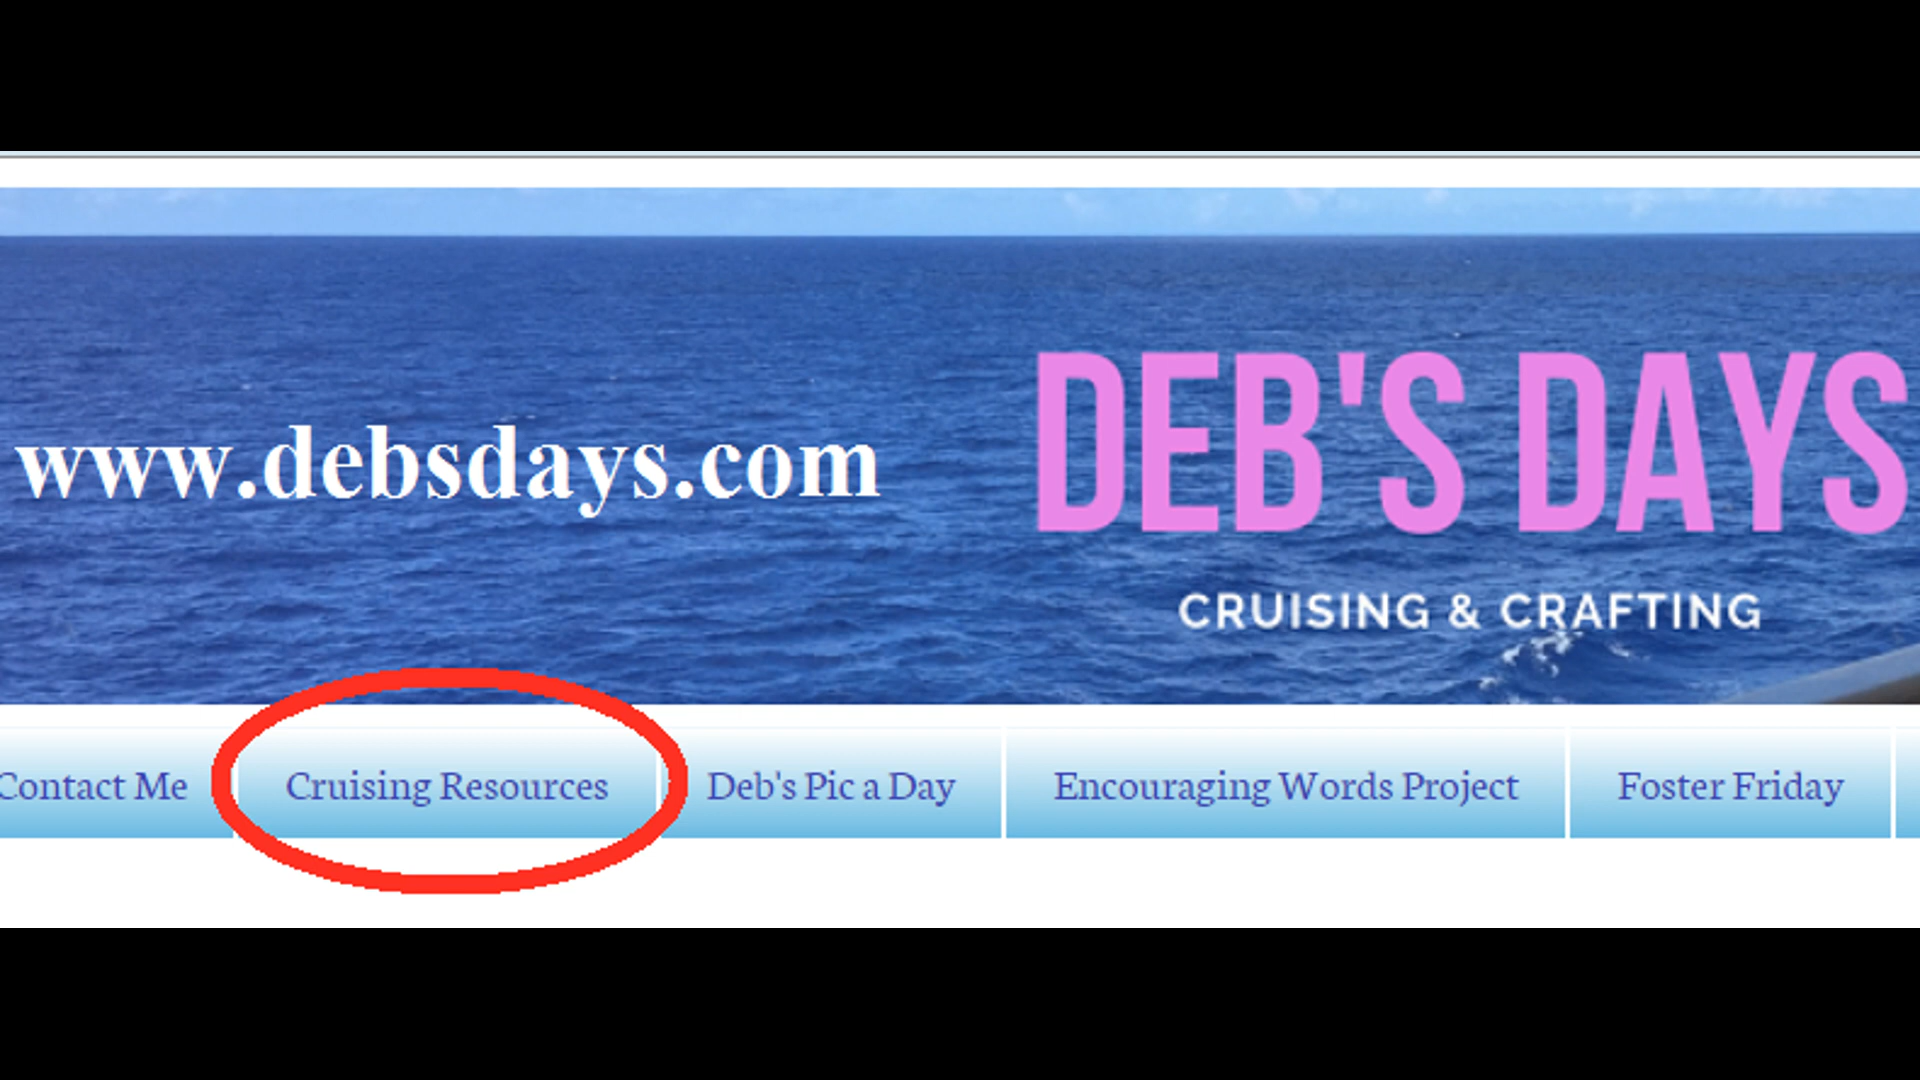 www.debsdays.com
DEB'S DAYS
CRUISING & CRAFTING
Contact Me
Cruising Resources
Deb's Pic a Day
Encouraging Words Project
Foster Friday